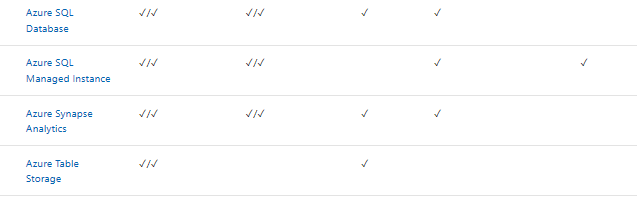 Azure SQL ✓/✓ ✓/✓ ✓ ✓
Database
Azure SQL ✓/✓ ✓/✓ ✓ ✓
Managed Instance
Azure Synapse ✓/✓ ✓/✓ ✓ ✓
Analytics
Azure Table ✓/✓ ✓
Storage